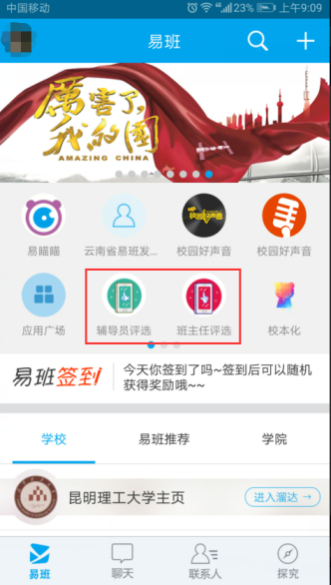 中国移动 23% 上午9:09
易班
厉害了,
我的国
AMAZING CHINA
易瞄瞄 云南省易班发... 校园好声音 校园好声音
应用广场 辅导员评选 班主任评选 校本化
易班签到 今天你签到了吗~签到后可以随机
获得奖励哦~~
学校 易班推荐 学院
昆明理工大学主页 进入溜达 >
易班 聊天 联系人 探究